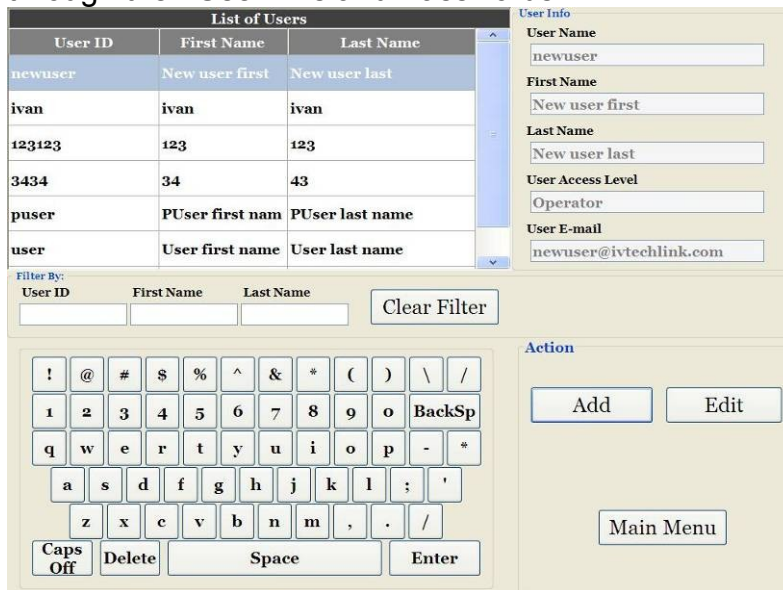 List of Users
User ID First Name Last Name
newuser New user first New user last
ivan ivan ivan
123123 123 123
3434 34 43
puser PUser first nam PUser last name
user User first name User last name
User Info
User Name
newuser
First Name
New user first
Last Name
New user last
User Access Level
Operator
User E-mail
newuser@ivtechlink.com
Filter By:
User ID First Name Last Name
Clear Filter
! @ # $ % ^ & * ( ) \ /
1 2 3 4 5 6 7 8 9 0 BackSp
q w e r t y u i o p - *
a s d f g h j k l ; '
z x c v b n m , . /
Caps Off Delete Space Enter
Action
Add Edit
Main Menu